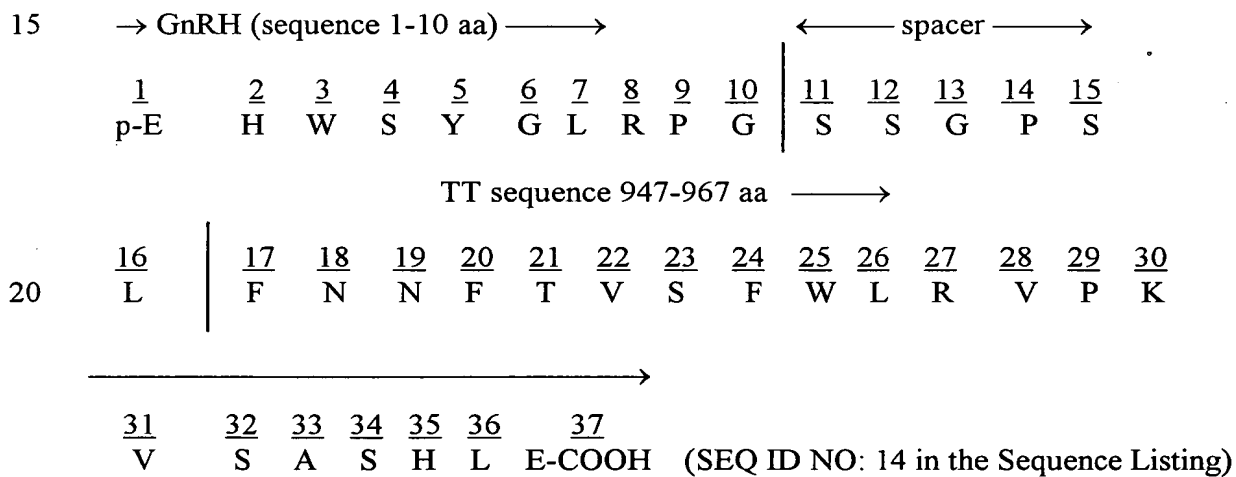 15 → GnRH (sequence 1-10 aa) ⟶ ⟵ spacer ⟶
1 2 3 4 5 6 7 8 9 10 11 12 13 14 15
p-E H W S Y G L R P G S S G P S
TT sequence 947-967 aa ⟶
16 17 18 19 20 21 22 23 24 25 26 27 28 29 30
20 L F N N F T V S F W L R V P K
31 32 33 34 35 36 37
V S A S H L E-COOH (SEQ ID NO: 14 in the Sequence Listing)